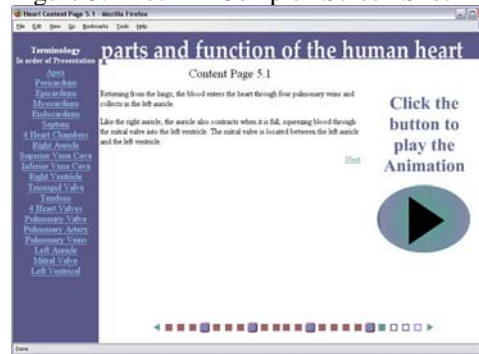 Heart Content Page 5.1 - Mozilla Firefox
File Edit View Go Bookmarks Tools Help
parts and function of the human heart
Terminology
In order of Presentation
Apex
Pericardium
Epicardium
Myocardium
Endocardium
Septum
4 Heart Chambers
Right Auricle
Superior Vena Cava
Inferior Vena Cava
Right Ventricle
Tricuspid Valve
Tendons
4 Heart Valves
Pulmonary Valve
Pulmonary Artery
Pulmonary Veins
Left Auricle
Mitral Valve
Left Ventrical
Content Page 5.1
Returning from the lungs, the blood enters the heart through four pulmonary veins and
collects in the left auricle.
Like the right auricle, the auricle also contracts when it is full, squeezing blood through
the mitral valve into the left ventricle. The mitral valve is located between the left auricle
and the left ventricle.
Next
Click the
button to
play the
Animation
Done